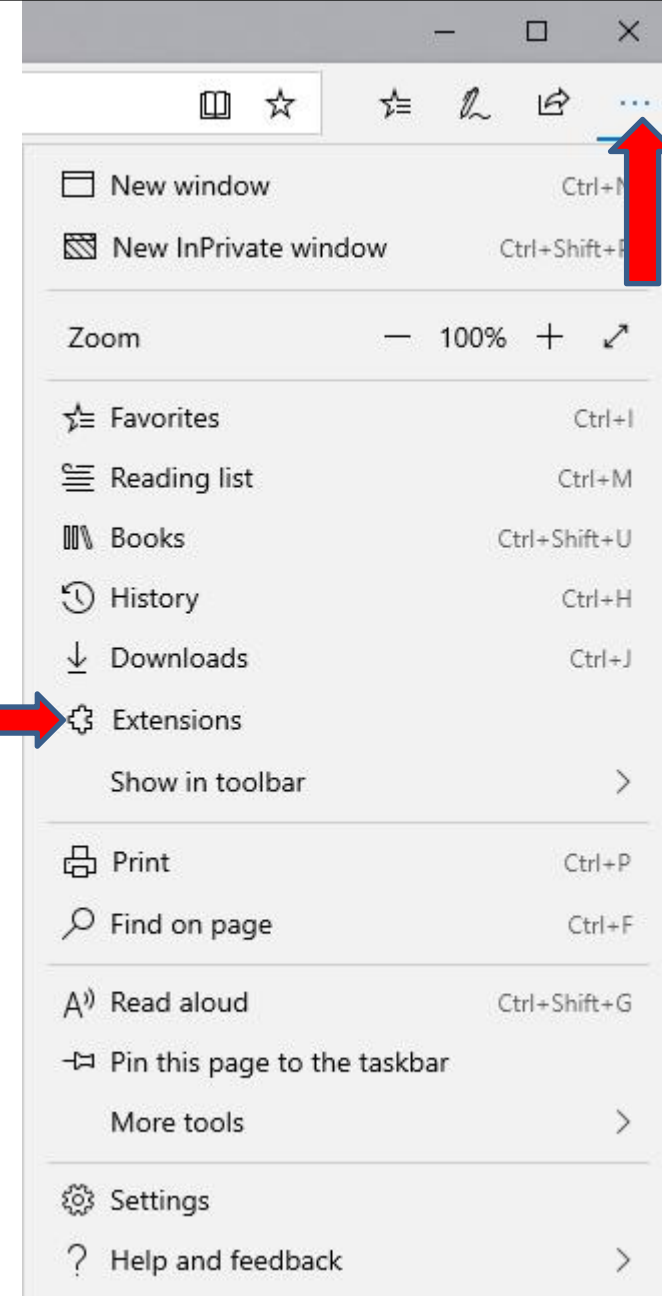 New window Ctrl+N
New InPrivate window Ctrl+Shift+
Zoom — 100% +
Favorites Ctrl+I
Reading list Ctrl+M
Books Ctrl+Shift+U
History Ctrl+H
Downloads Ctrl+J
Extensions
Show in toolbar
Print Ctrl+P
Find on page Ctrl+F
Read aloud Ctrl+Shift+G
Pin this page to the taskbar
More tools
Settings
Help and feedback